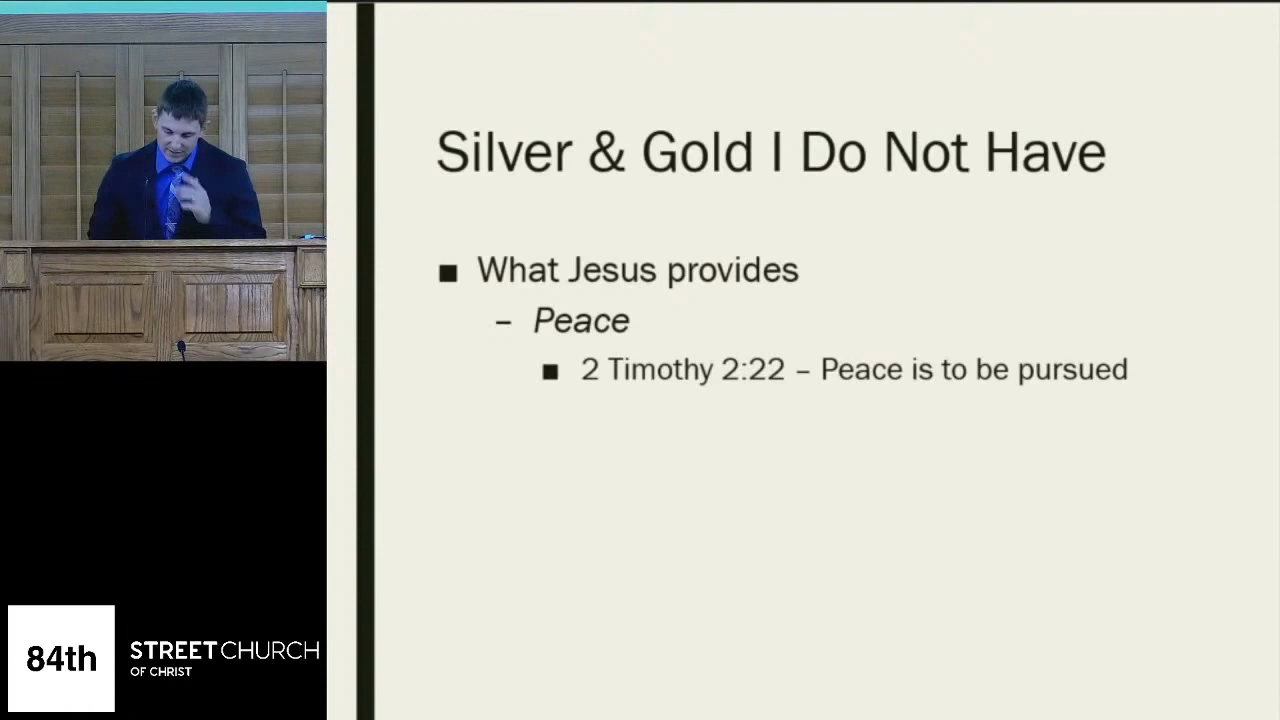 Silver & Gold I Do Not Have
■ What Jesus provides
– Peace
■ 2 Timothy 2:22 – Peace is to be pursued
84th
STREET CHURCH
OF CHRIST